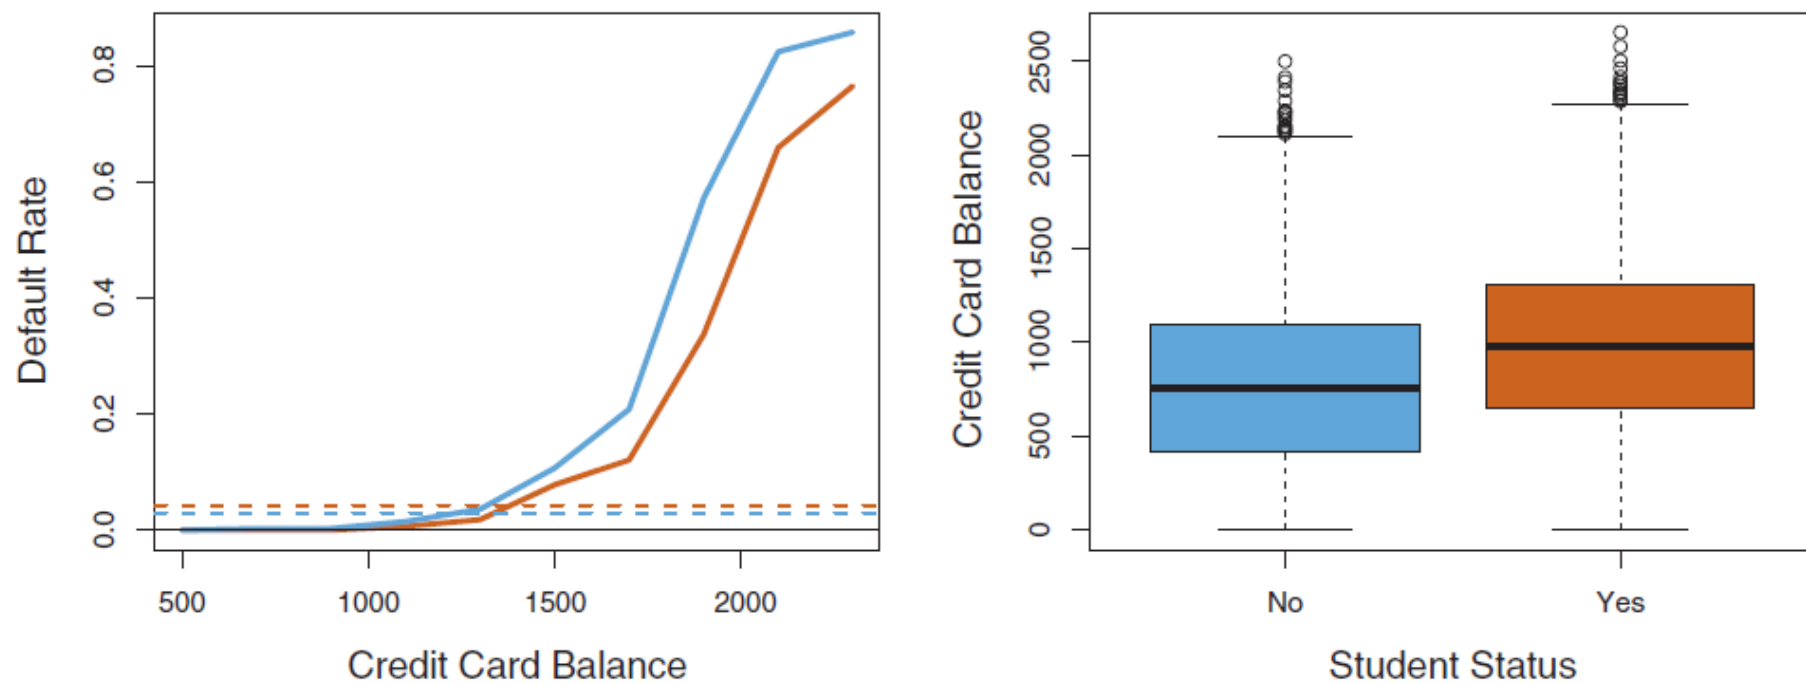 Default Rate
0.8
0.6
0.4
0.2
0.0
500 1000 1500 2000
Credit Card Balance
Credit Card Balance
2500
2000
1500
1000
500
0
No Yes
Student Status